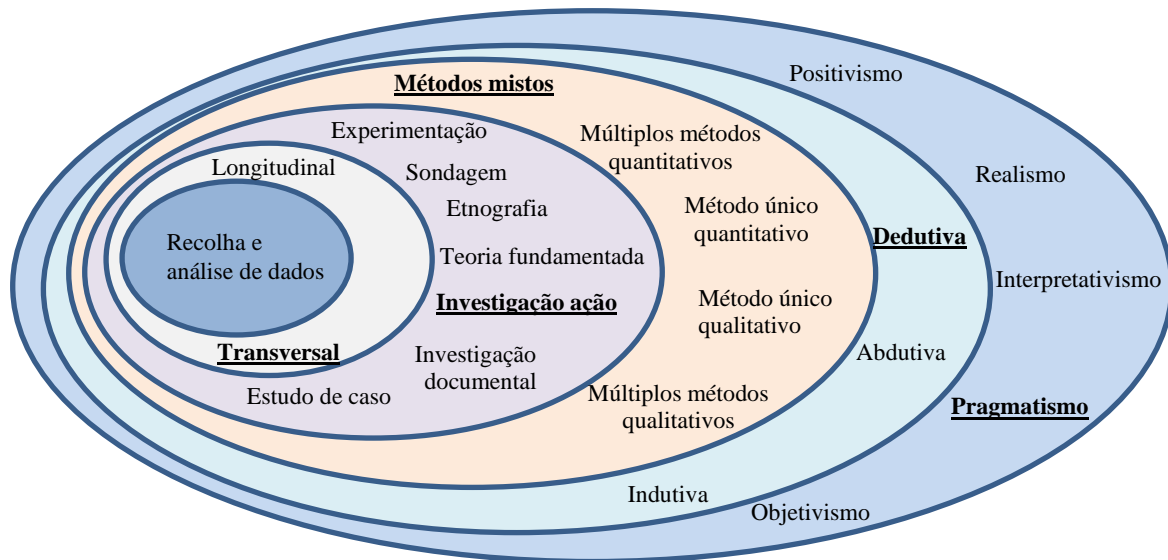 Positivismo
Métodos mistos
Experimentação
Múltiplos métodos
quantitativos
Longitudinal
Sondagem
Realismo
Etnografia
Método único
quantitativo
Dedutiva
Recolha e
análise de dados
Teoria fundamentada
Interpretativismo
Investigação ação
Método único
qualitativo
Transversal
Investigação
documental
Abdutiva
Estudo de caso
Múltiplos métodos
qualitativos
Pragmatismo
Indutiva
Objetivismo